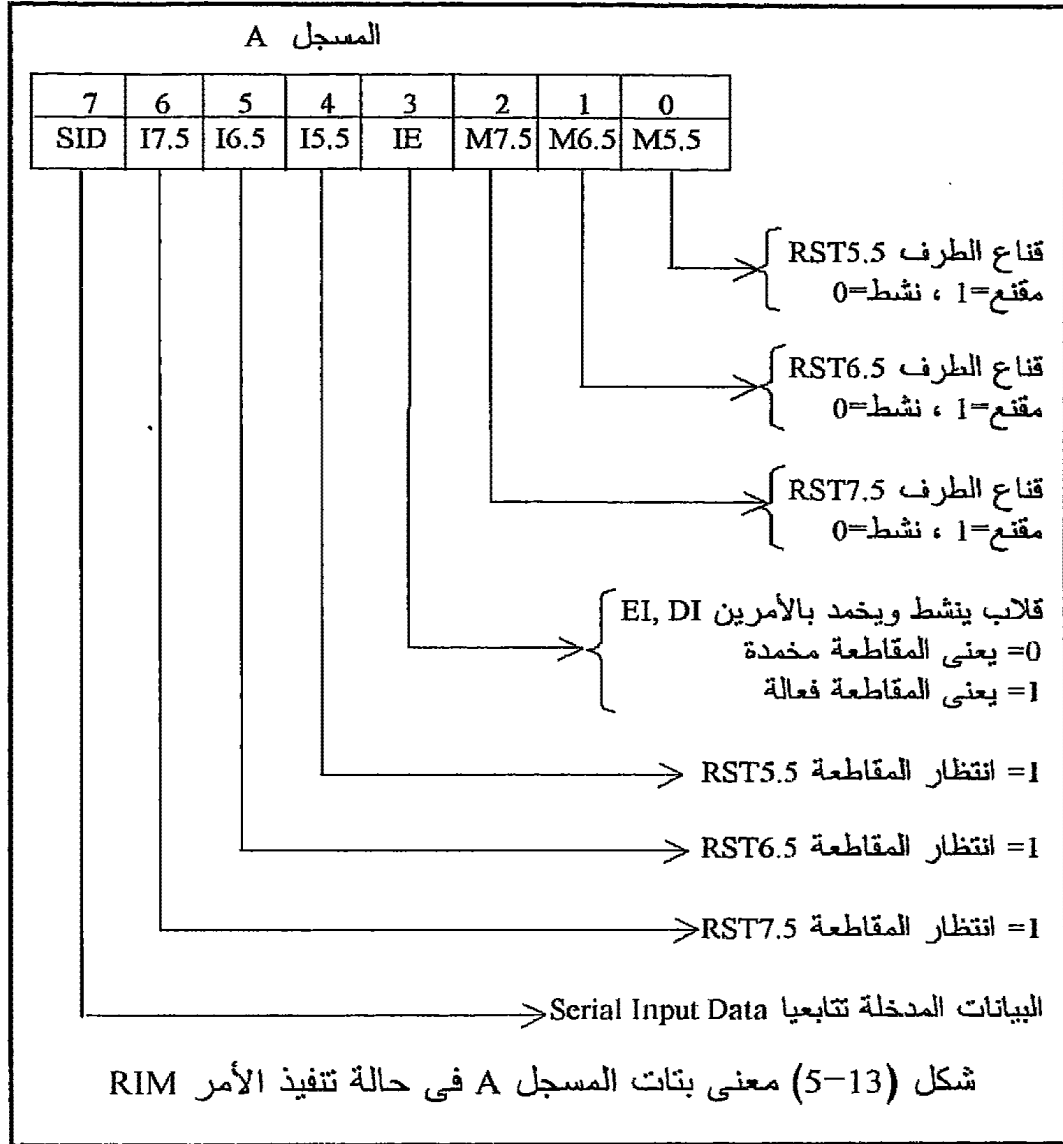 المسجل A
7 6 5 4 3 2 1 0
SID I7.5 I6.5 I5.5 IE M7.5 M6.5 M5.5
قناع الطرف RST5.5
مقنع=1 ، نشط=0
قناع الطرف RST6.5
مقنع=1 ، نشط=0
قناع الطرف RST7.5
مقنع=1 ، نشط=0
قلاب ينشط ويخمد بالأمرين EI, DI
0= يعنى المقاطعة مخمدة
1= يعنى المقاطعة فعالة
1= انتظار المقاطعة RST5.5
1= انتظار المقاطعة RST6.5
1= انتظار المقاطعة RST7.5
البيانات المدخلة تتابعيا Serial Input Data
شكل (5-13) معنى بتات المسجل A فى حالة تنفيذ الأمر RIM